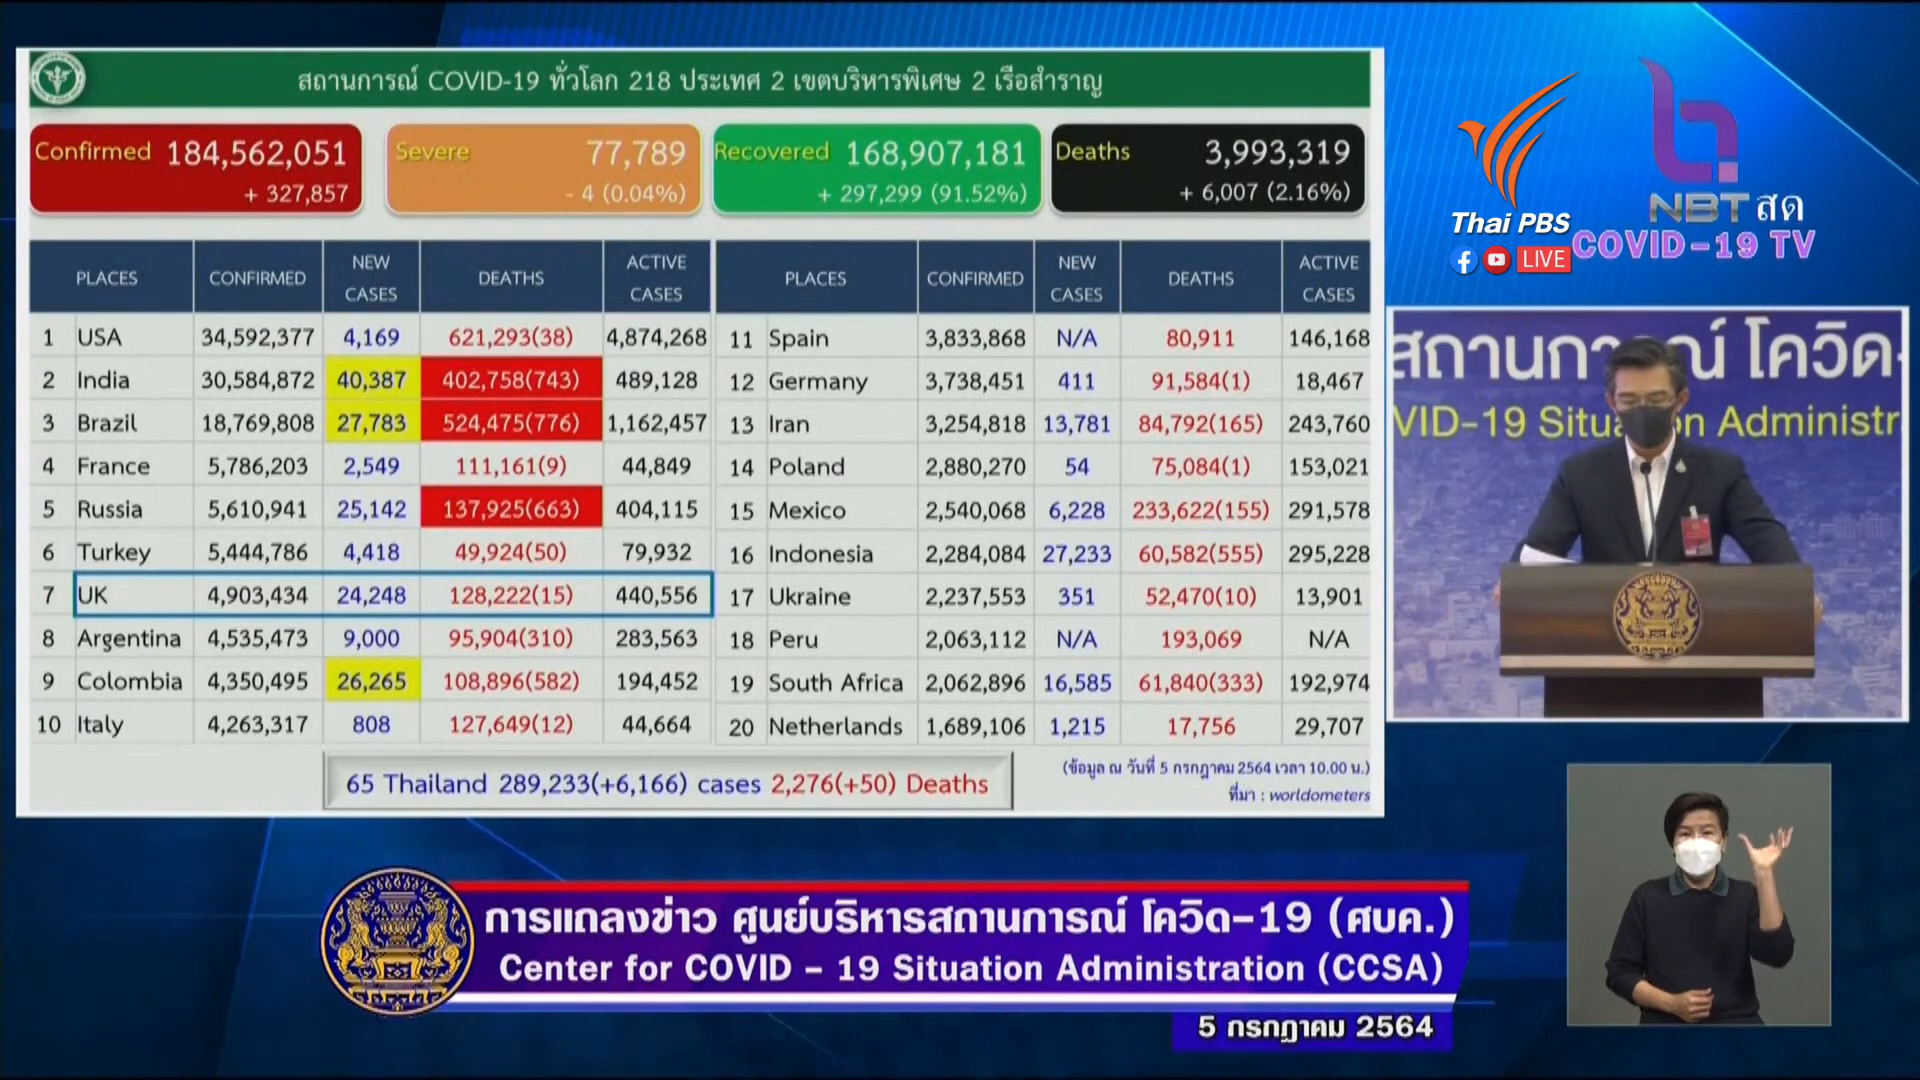 สถานการณ์ COVID-19 ทั่วโลก 218 ประเทศ 2 เขตบริหารพิเศษ 2 เรือสำราญ
Confirmed 184,562,051
+ 327,857
Severe 77,789
- 4 (0.04%)
Recovered 168,907,181
+ 297,299 (91.52%)
Deaths 3,993,319
+ 6,007 (2.16%)
PLACES CONFIRMED NEW CASES DEATHS ACTIVE CASES
1 USA 34,592,377 4,169 621,293(38) 4,874,268
2 India 30,584,872 40,387 402,758(743) 489,128
3 Brazil 18,769,808 27,783 524,475(776) 1,162,457
4 France 5,786,203 2,549 111,161(9) 44,849
5 Russia 5,610,941 25,142 137,925(663) 404,115
6 Turkey 5,444,786 4,418 49,924(50) 79,932
7 UK 4,903,434 24,248 128,222(15) 440,556
8 Argentina 4,535,473 9,000 95,904(310) 283,563
9 Colombia 4,350,495 26,265 108,896(582) 194,452
10 Italy 4,263,317 808 127,649(12) 44,664
PLACES CONFIRMED NEW CASES DEATHS ACTIVE CASES
11 Spain 3,833,868 N/A 80,911 146,168
12 Germany 3,738,451 411 91,584(1) 18,467
13 Iran 3,254,818 13,781 84,792(165) 243,760
14 Poland 2,880,270 54 75,084(1) 153,021
15 Mexico 2,540,068 6,228 233,622(155) 291,578
16 Indonesia 2,284,084 27,233 60,582(555) 295,228
17 Ukraine 2,237,553 351 52,470(10) 13,901
18 Peru 2,063,112 N/A 193,069 N/A
19 South Africa 2,062,896 16,585 61,840(333) 192,974
20 Netherlands 1,689,106 1,215 17,756 29,707
65 Thailand 289,233(+6,166) cases 2,276(+50) Deaths
(ข้อมูล ณ วันที่ 5 กรกฎาคม 2564 เวลา 10.00 น.)
ที่มา : worldometers
Thai PBS
LIVE
NBT สด
COVID-19 TV
สถานการณ์ โควิด-
VID-19 Situa n Administr
การแถลงข่าว ศูนย์บริหารสถานการณ์ โควิด-19 (ศบค.)
Center for COVID - 19 Situation Administration (CCSA)
5 กรกฎาคม 2564